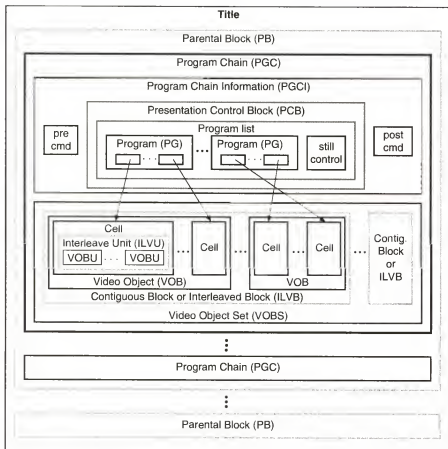 Title
Parental Block (PB)
Program Chain (PGC)
Program Chain Information (PGCI)
Presentation Control Block (PCB)
Program list
pre
cmd
Program (PG)
...
Program (PG)
still
control
post
cmd
Cell
Interleave Unit (ILVU)
VOBU
VOBU
Cell
Cell
Cell
Contig.
Block
or
ILVB
Video Object (VOB)
VOB
Contiguous Block or Interleaved Block (ILVB)
Video Object Set (VOBS)
Program Chain (PGC)
Parental Block (PB)